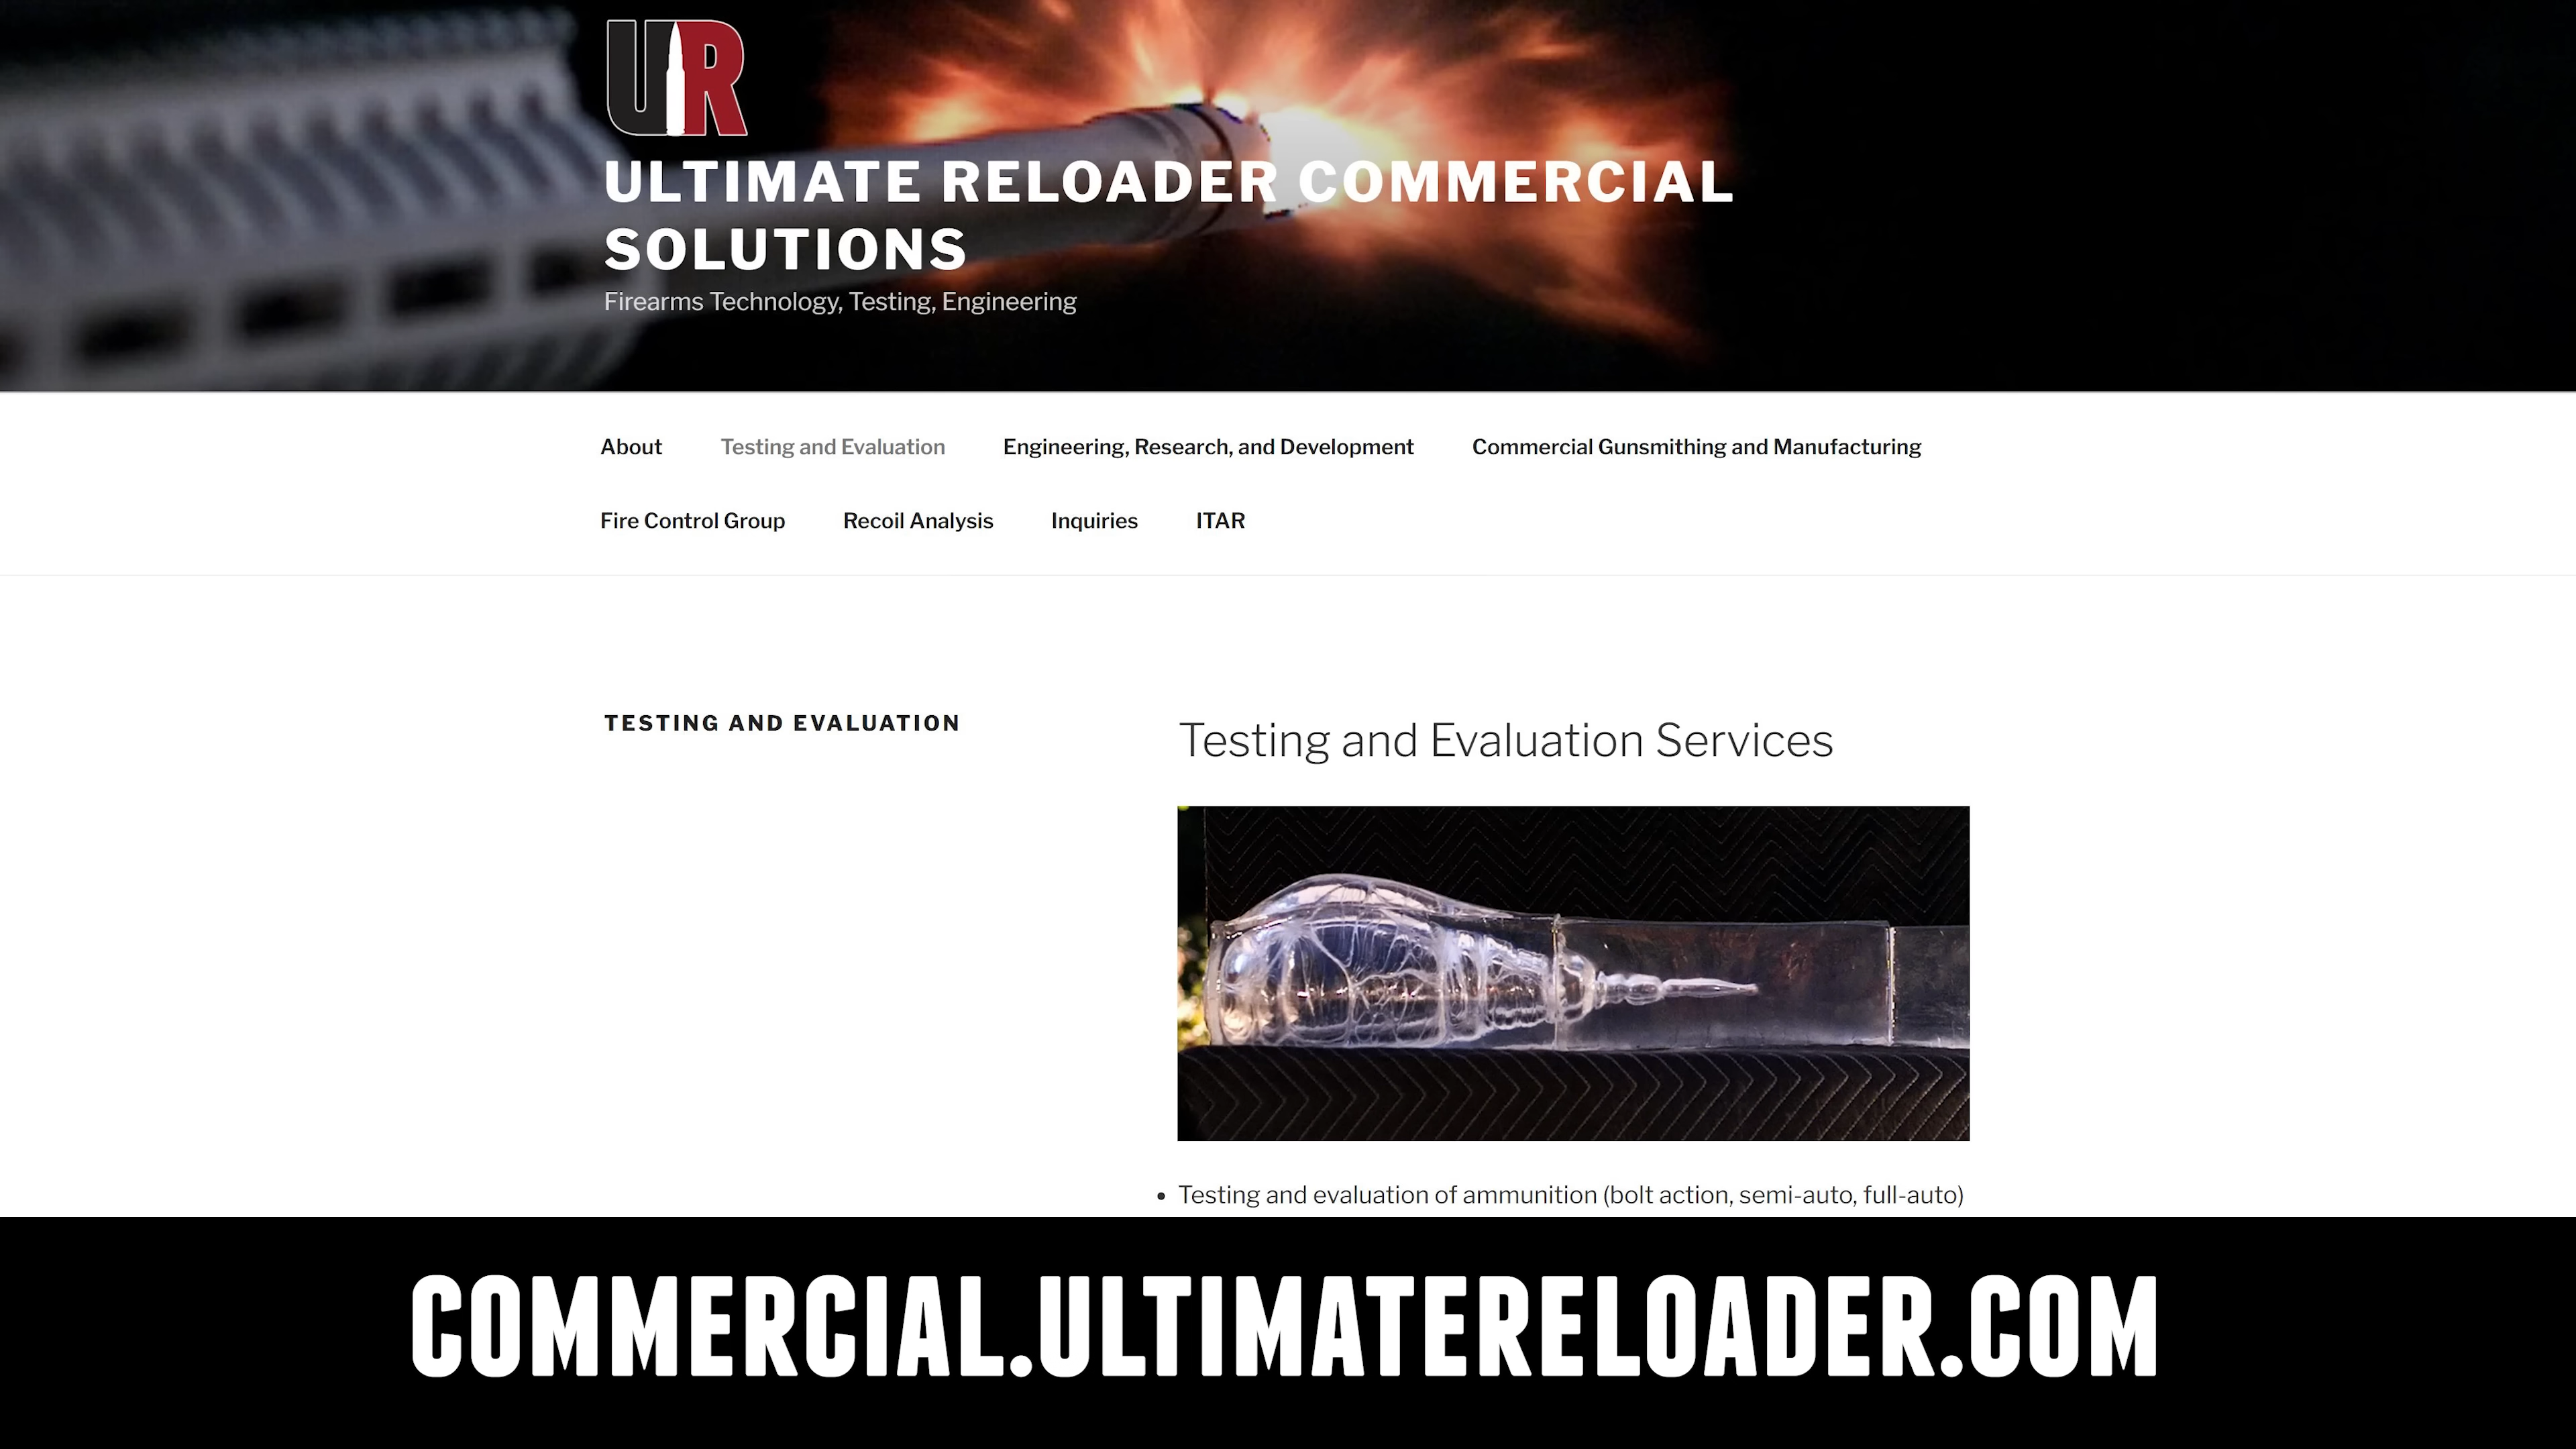 UR
ULTIMATE RELOADER COMMERCIAL
SOLUTIONS
Firearms Technology, Testing, Engineering
About Testing and Evaluation Engineering, Research, and Development Commercial Gunsmithing and Manufacturing
Fire Control Group Recoil Analysis Inquiries ITAR
TESTING AND EVALUATION
Testing and Evaluation Services
• Testing and evaluation of ammunition (bolt action, semi-auto, full-auto)
COMMERCIAL.ULTIMATERELOADER.COM